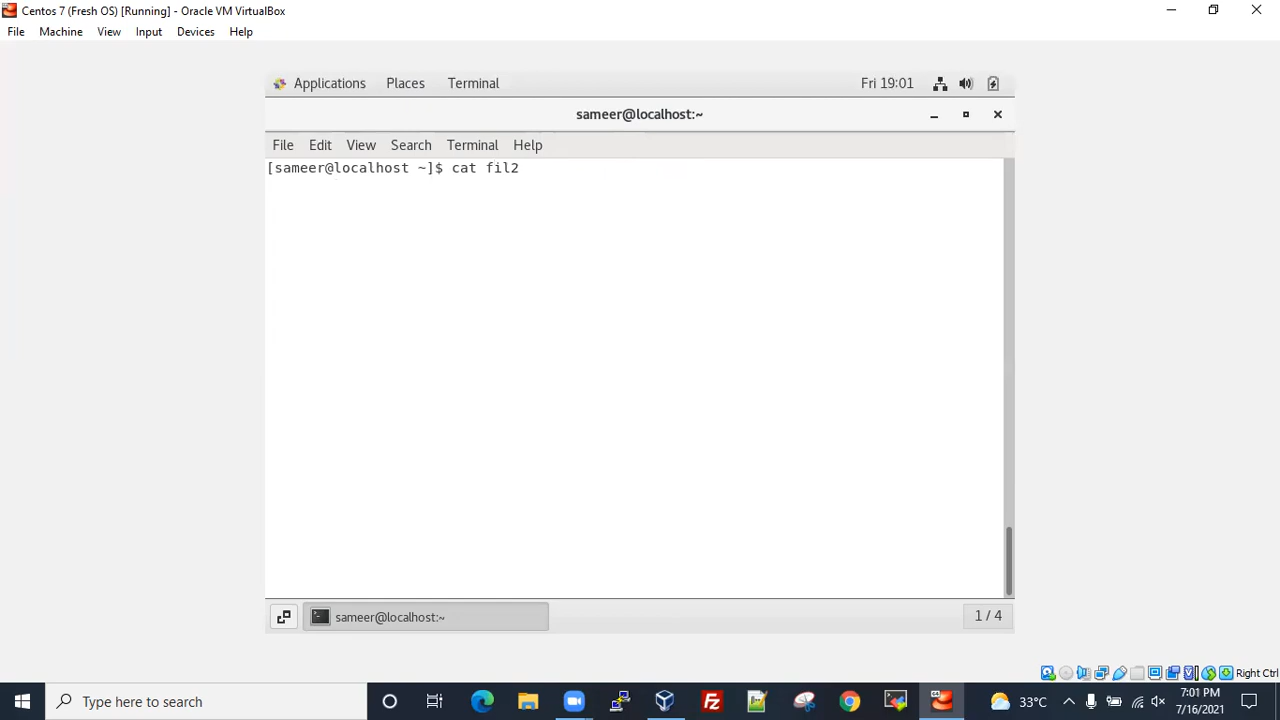 Centos 7 (Fresh OS) [Running] - Oracle VM VirtualBox
File Machine View Input Devices Help
Applications Places Terminal Fri 19:01
sameer@localhost:~
File Edit View Search Terminal Help
[sameer@localhost ~]$ cat fil2
sameer@localhost:~ 1 / 4
Right Ctrl
Type here to search 33°C 7:01 PM
7/16/2021